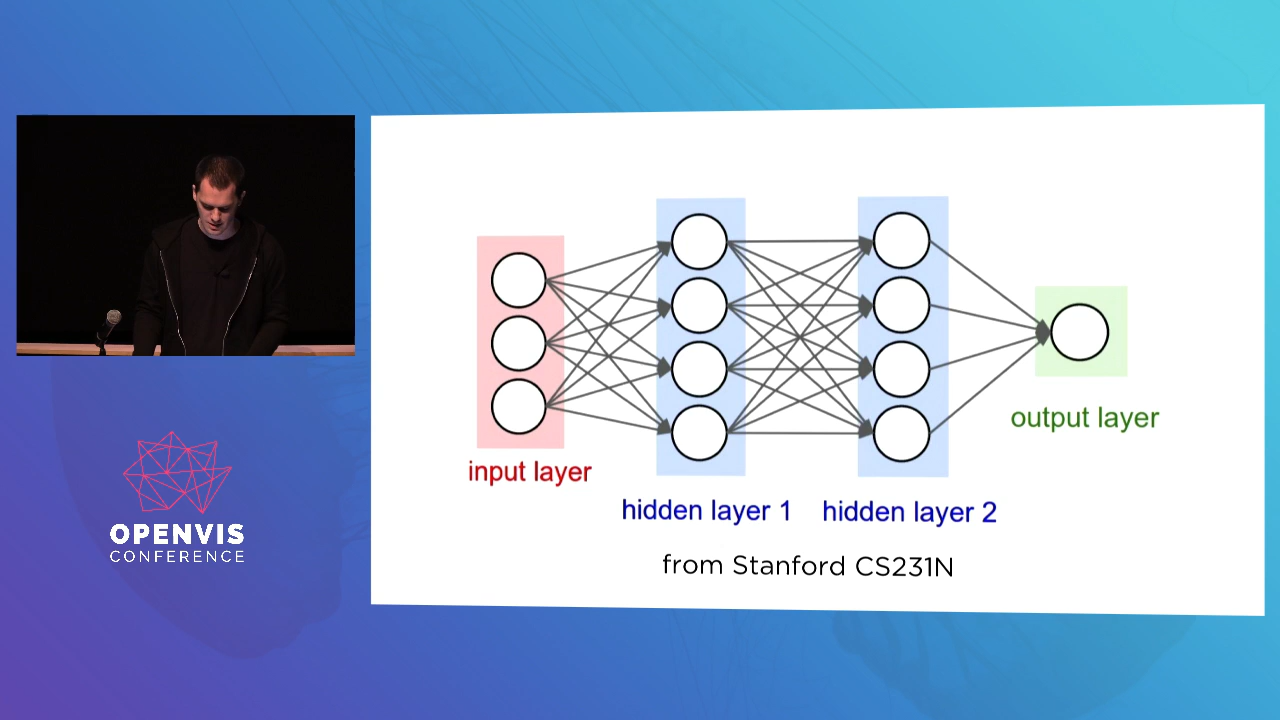 input layer
hidden layer 1
hidden layer 2
output layer
from Stanford CS231N
OPENVIS
CONFERENCE